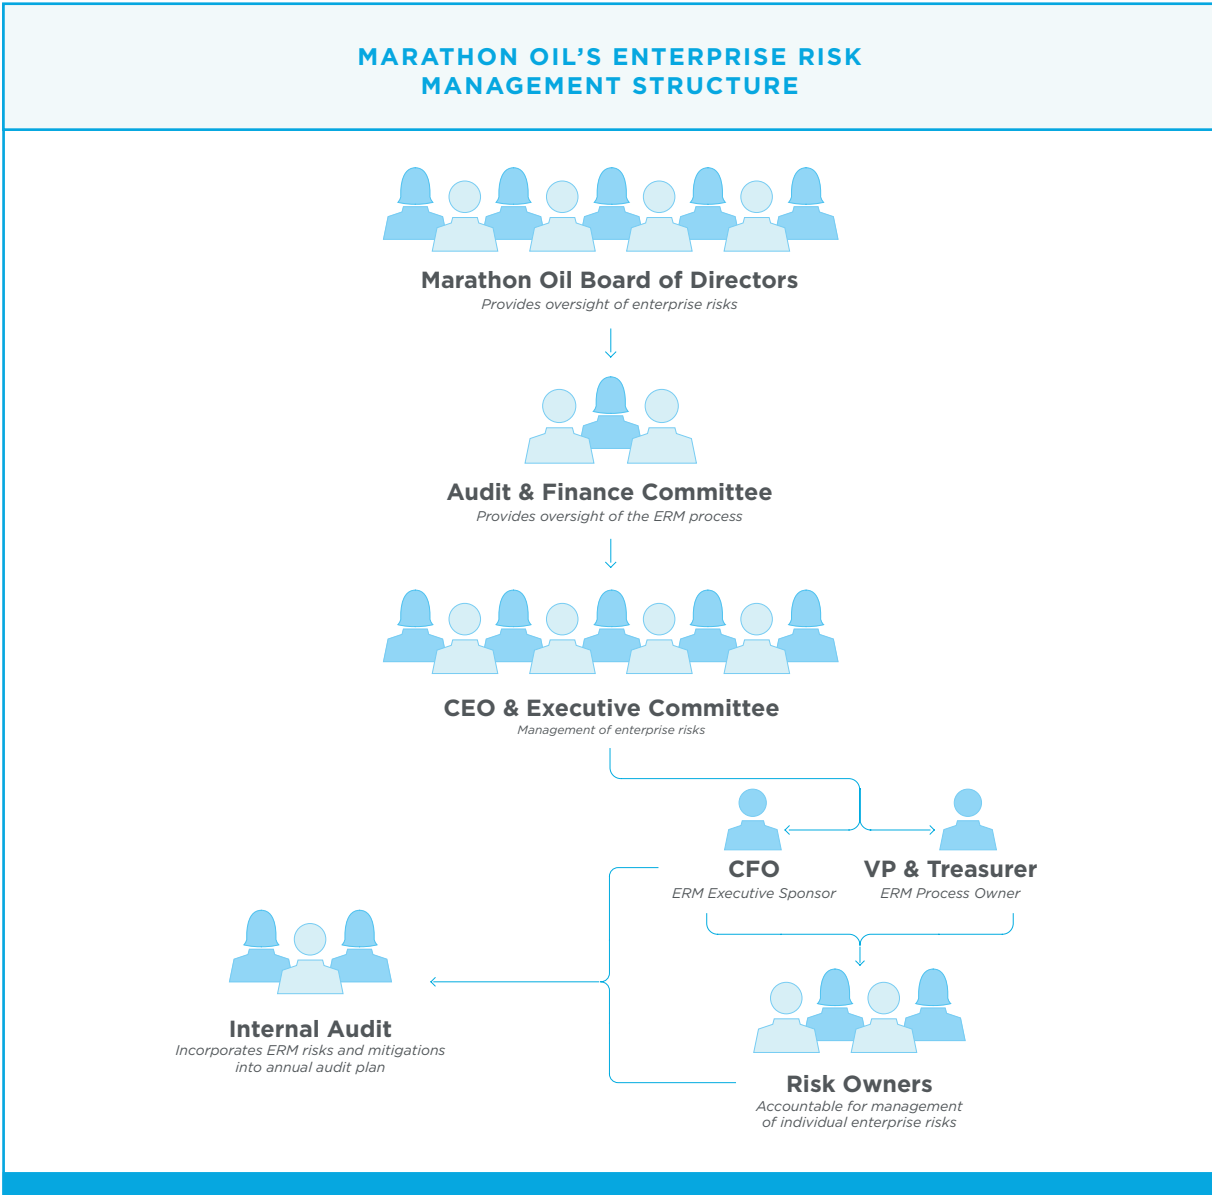 MARATHON OIL’S ENTERPRISE RISK
MANAGEMENT STRUCTURE
Marathon Oil Board of Directors
Provides oversight of enterprise risks
Audit & Finance Committee
Provides oversight of the ERM process
CEO & Executive Committee
Management of enterprise risks
CFO
ERM Executive Sponsor
VP & Treasurer
ERM Process Owner
Internal Audit
Incorporates ERM risks and mitigations
into annual audit plan
Risk Owners
Accountable for management
of individual enterprise risks